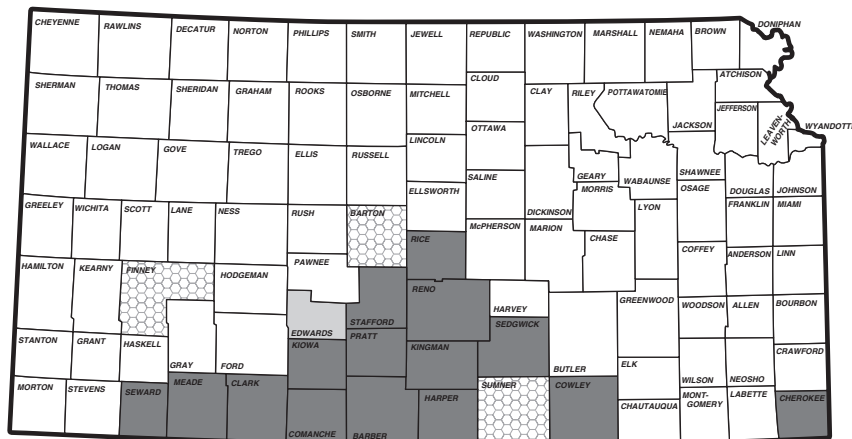 CHEYENNE
RAWLINS
DECATUR
NORTON
PHILLIPS
SMITH
JEWELL
REPUBLIC
WASHINGTON
MARSHALL
NEMAHA
BROWN
DONIPHAN
SHERMAN
THOMAS
SHERIDAN
GRAHAM
ROOKS
OSBORNE
MITCHELL
CLOUD
CLAY
RILEY
POTTAWATOMIE
JACKSON
ATCHISON
JEFFERSON
LEAVEN-
WORTH
WYANDOTT
WALLACE
LOGAN
GOVE
TREGO
ELLIS
RUSSELL
LINCOLN
OTTAWA
SALINE
ELLSWORTH
DICKINSON
GEARY
MORRIS
WABAUNSE
SHAWNEE
OSAGE
DOUGLAS
JOHNSON
GREELEY
WICHITA
SCOTT
LANE
NESS
RUSH
BARTON
RICE
McPHERSON
MARION
CHASE
LYON
COFFEY
FRANKLIN
MIAMI
ANDERSON
LINN
HAMILTON
KEARNY
FINNEY
HODGEMAN
PAWNEE
EDWARDS
STAFFORD
RENO
HARVEY
SEDGWICK
BUTLER
GREENWOOD
WOODSON
ALLEN
BOURBON
STANTON
GRANT
HASKELL
GRAY
FORD
KIOWA
PRATT
KINGMAN
ELK
WILSON
NEOSHO
CRAWFORD
MORTON
STEVENS
SEWARD
MEADE
CLARK
COMANCHE
BARBER
HARPER
SUMNER
COWLEY
CHAUTAUQUA
MONT-
GOMERY
LABETTE
CHEROKEE